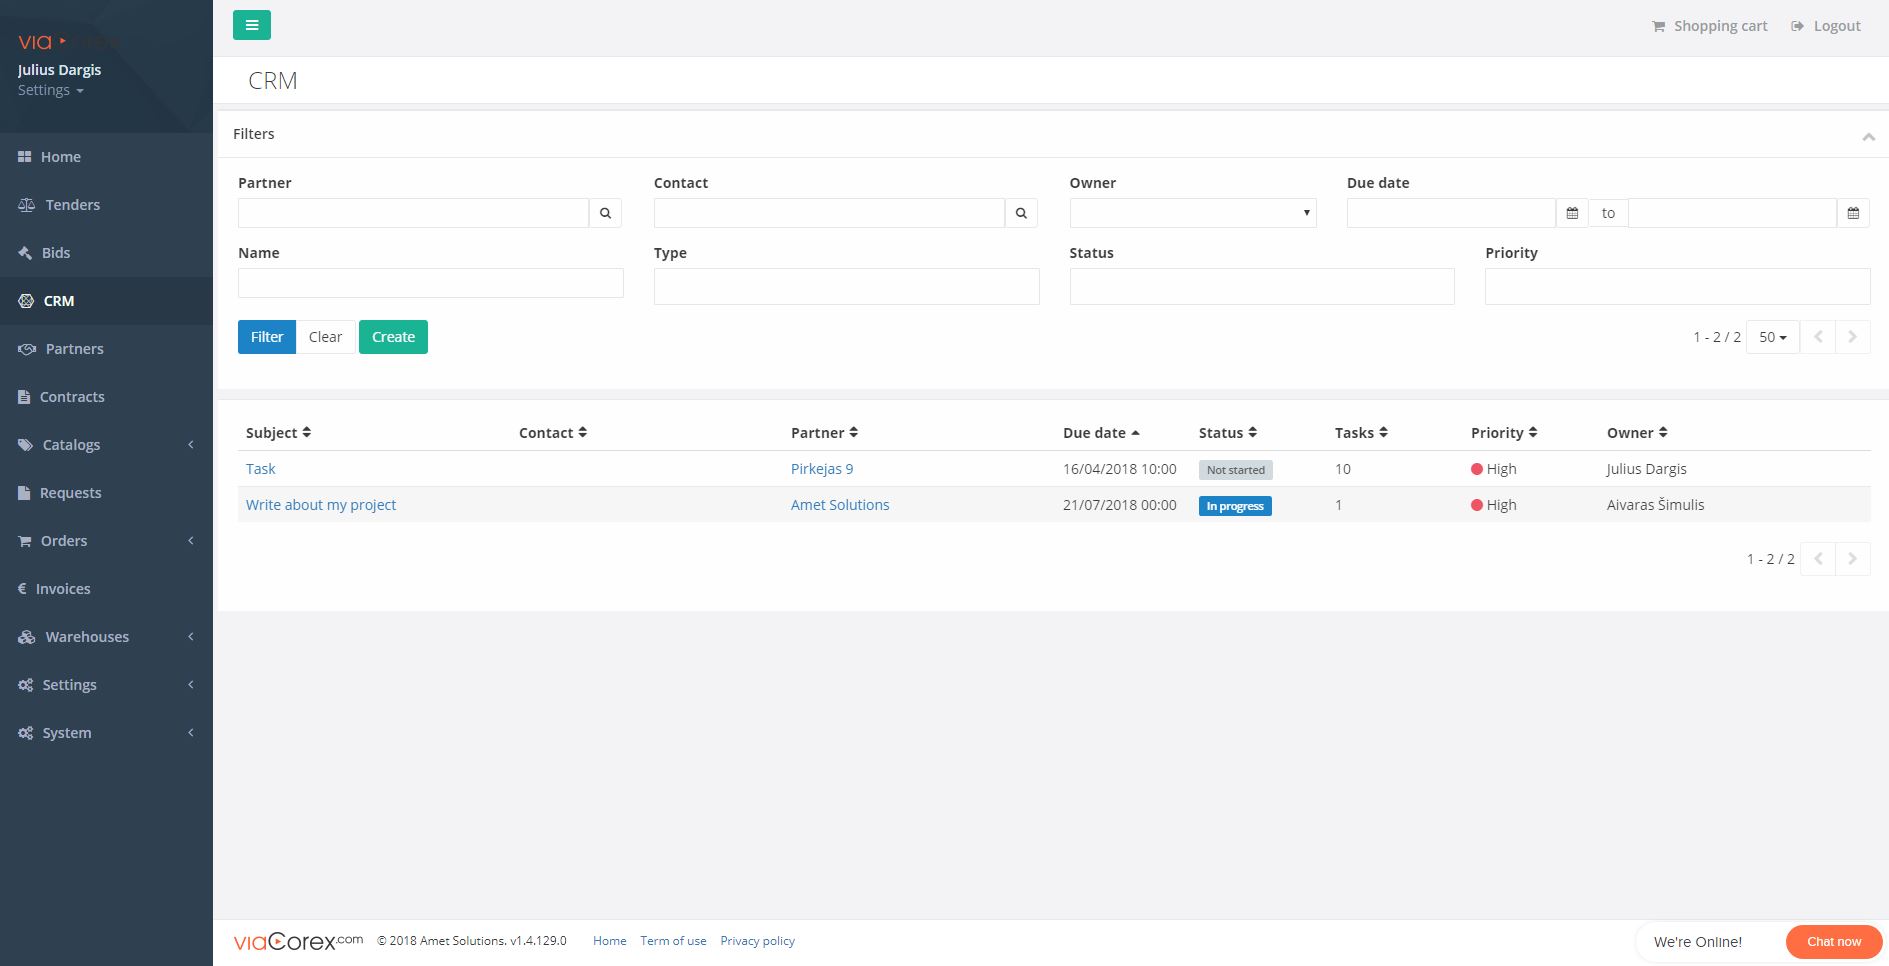 via Corex
Julius Dargis
Settings
Home
Tenders
Bids
CRM
Partners
Contracts
Catalogs
Requests
Orders
€ Invoices
Warehouses
Settings
System
Shopping cart Logout
CRM
Filters
Partner Contact Owner Due date
to
Name Type Status Priority
Filter Clear Create 1 - 2 / 2 50
Subject Contact Partner Due date Status Tasks Priority Owner
Task Pirkejas 9 16/04/2018 10:00 Not started 10 High Julius Dargis
Write about my project Amet Solutions 21/07/2018 00:00 In progress 1 High Aivaras Šimulis
1 - 2 / 2
viaCorex.com © 2018 Amet Solutions. v1.4.129.0 Home Term of use Privacy policy
We're Online! Chat now